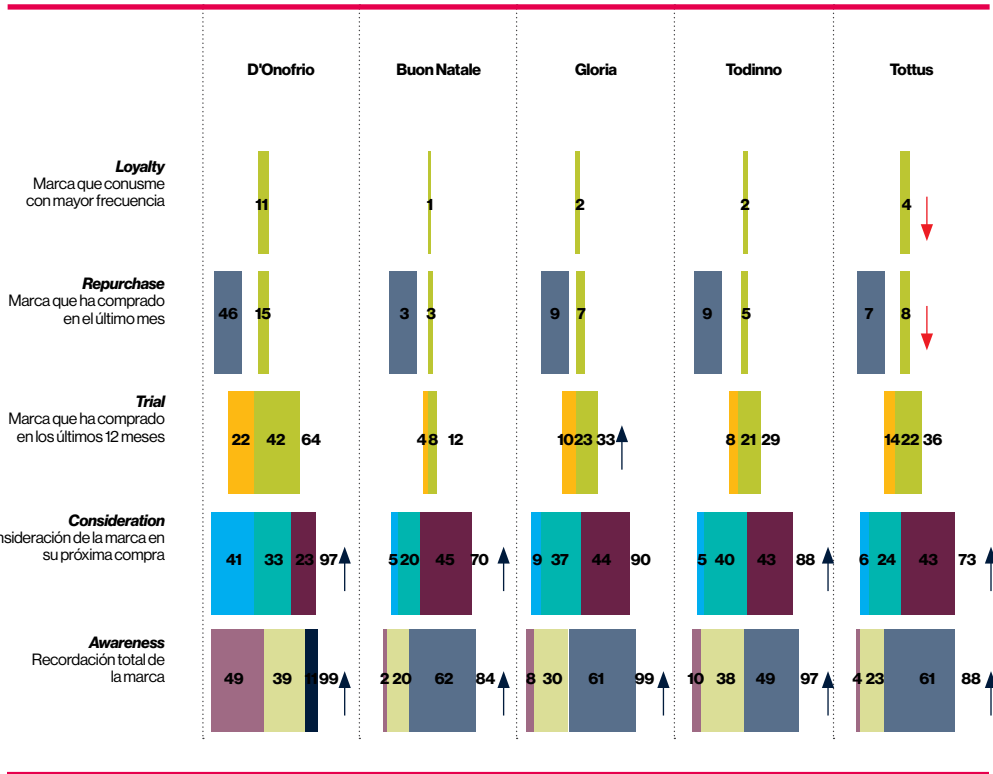 D'Onofrio Buon Natale Gloria Todinno Tottus
Loyalty
Marca que conusme
con mayor frecuencia
11 1 2 2 4
Repurchase
Marca que ha comprado
en el último mes
46 15 3 3 9 7 9 5 7 8
Trial
Marca que ha comprado
en los últimos 12 meses
22 42 64 4 8 12 10 23 33 8 21 29 14 22 36
Consideration
nsideración de la marca en
su próxima compra
41 33 23 97 5 20 45 70 9 37 44 90 5 40 43 88 6 24 43 73
Awareness
Recordación total de
la marca
49 39 11 99 2 20 62 84 8 30 61 99 10 38 49 97 4 23 61 88